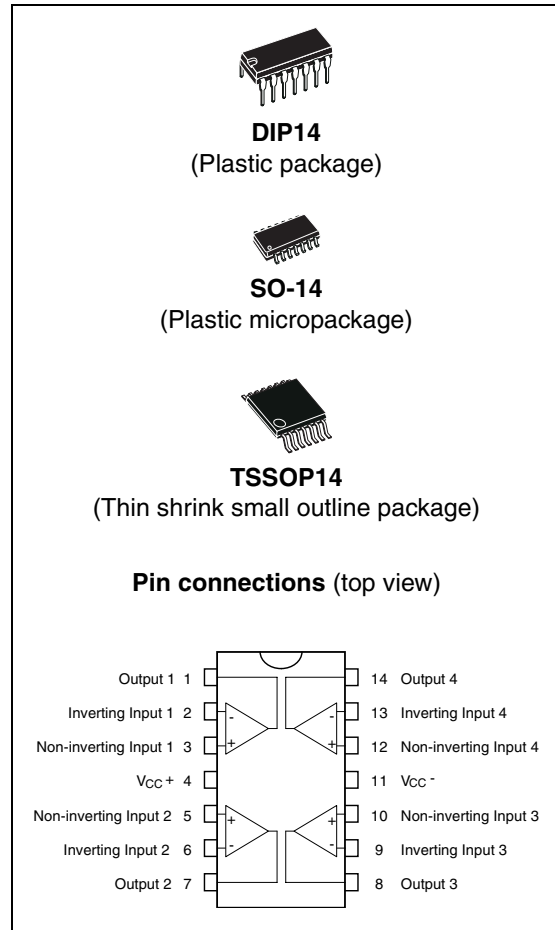 DIP14
(Plastic package)
SO-14
(Plastic micropackage)
TSSOP14
(Thin shrink small outline package)
Pin connections (top view)
Output 1 1 14 Output 4
Inverting Input 1 2 - - 13 Inverting Input 4
Non-inverting Input 1 3 + + 12 Non-inverting Input 4
VCC + 4 11 VCC -
Non-inverting Input 2 5 + + 10 Non-inverting Input 3
Inverting Input 2 6 - - 9 Inverting Input 3
Output 2 7 8 Output 3